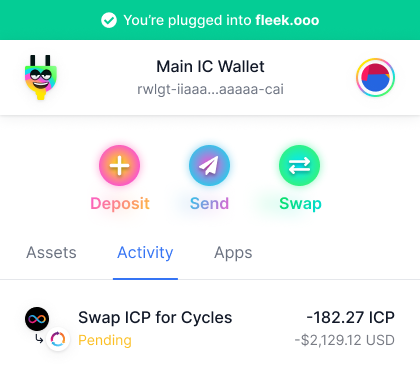 You're plugged into fleek.ooo
Main IC Wallet
rwlgt-iiaaa...aaaaa-cai
Deposit
Send
Swap
Assets
Activity
Apps
Swap ICP for Cycles
-182.27 ICP
Pending
-$2,129.12 USD